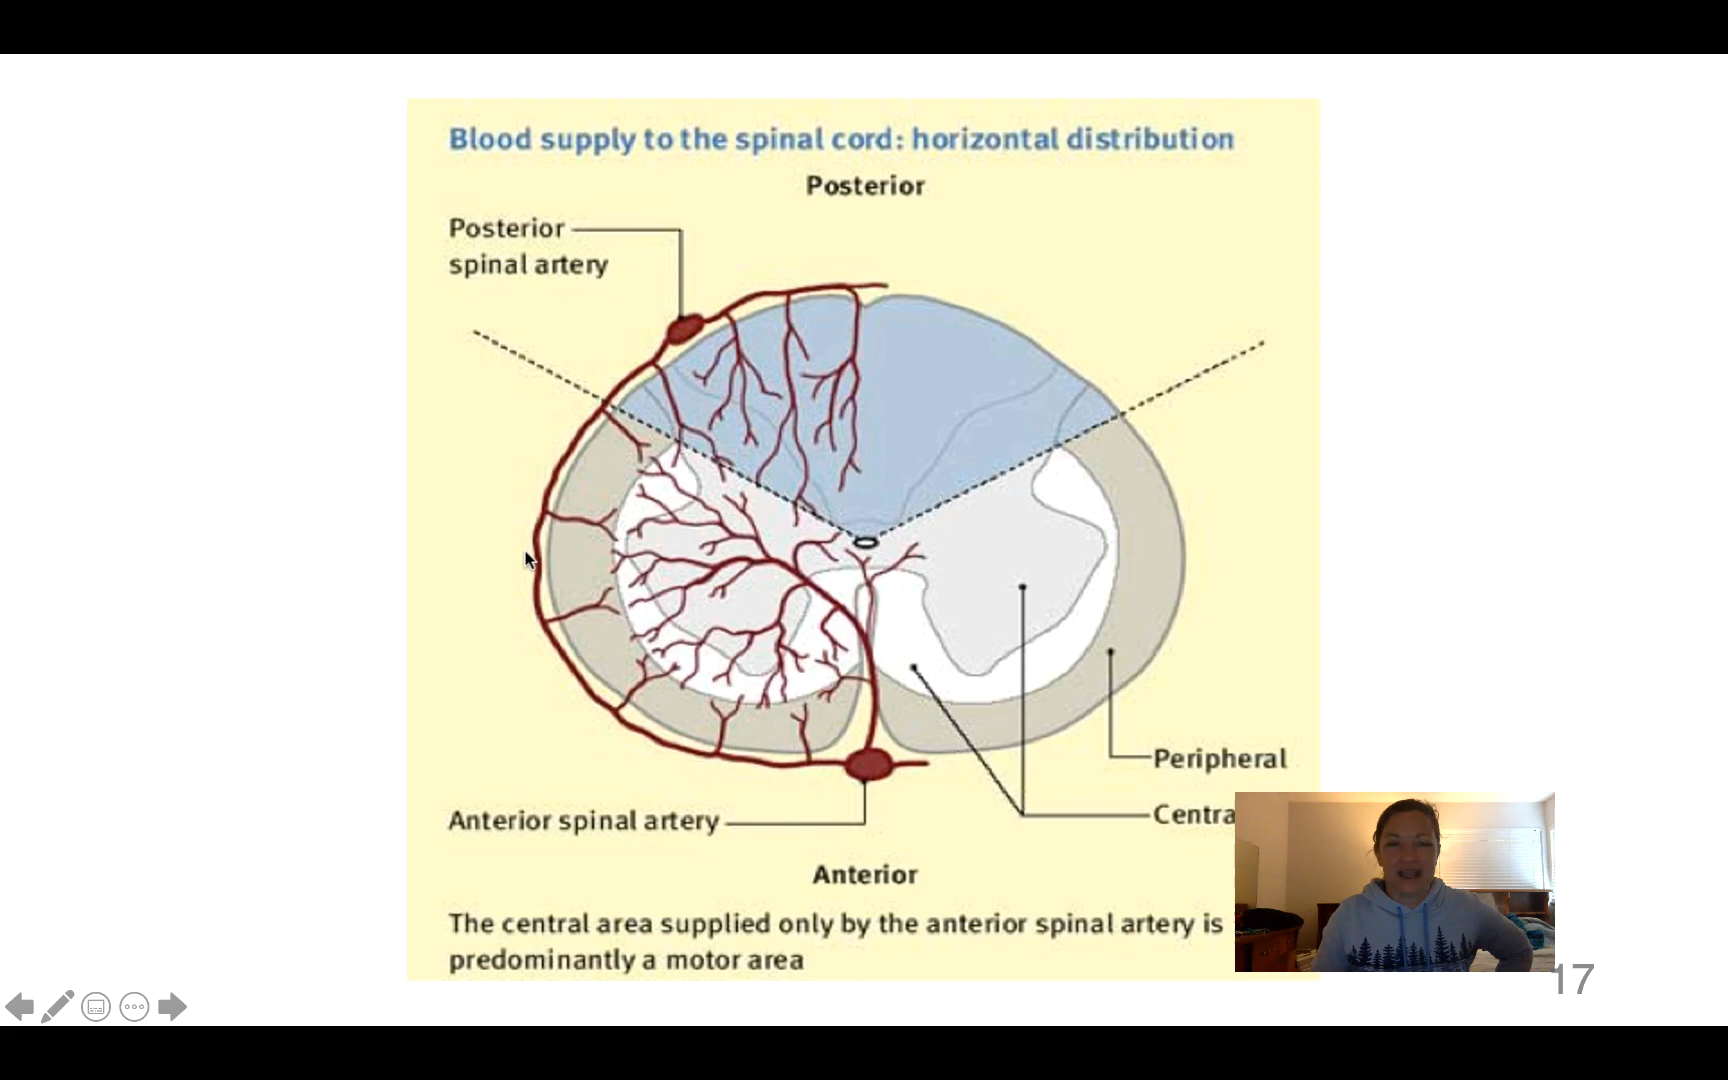 Blood supply to the spinal cord: horizontal distribution
Posterior
Posterior
spinal artery
Peripheral
Centra
Anterior spinal artery
Anterior
The central area supplied only by the anterior spinal artery is
predominantly a motor area
17